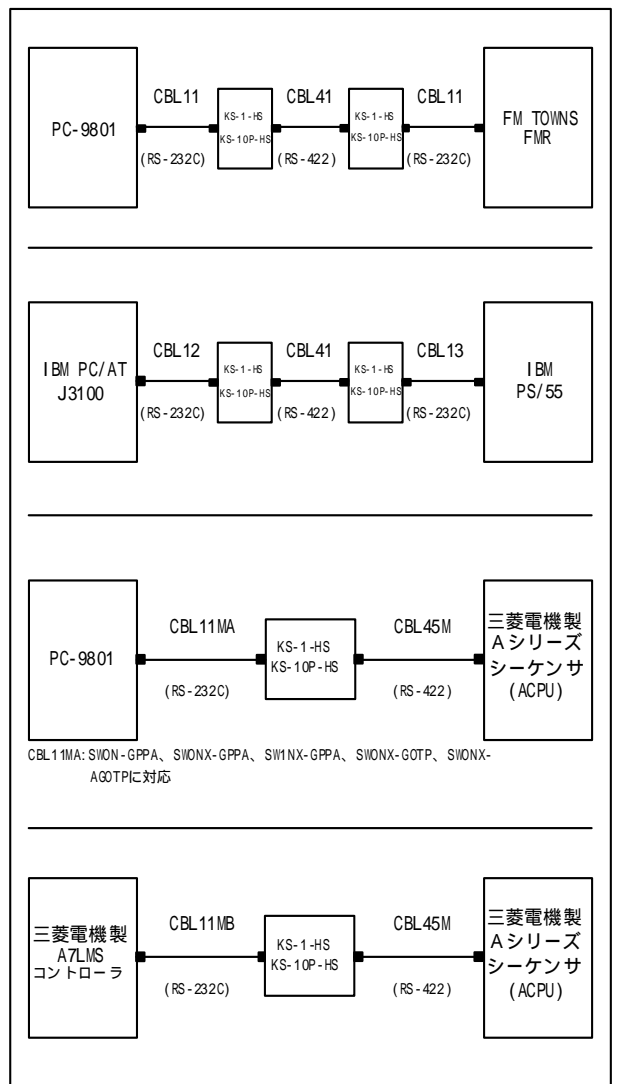 CBL11 CBL41 CBL11
PC-9801
KS-1-HS
KS-10P-HS
KS-1-HS
KS-10P-HS
FM TOWNS
FMR
(RS-232C) (RS-422) (RS-232C)
CBL12 CBL41 CBL13
IBM PC/AT
J3100
KS-1-HS
KS-10P-HS
KS-1-HS
KS-10P-HS
IBM
PS/55
(RS-232C) (RS-422) (RS-232C)
CBL11MA CBL45M
PC-9801
KS-1-HS
KS-10P-HS
三菱電機製
Aシリーズ
シーケンサ
(ACPU)
(RS-232C) (RS-422)
CBL11MA:SW0N-GPPA、SW0NX-GPPA、SW1NX-GPPA、SW0NX-GOTP、SW0NX-
AGOTPに対応
CBL11MB CBL45M
三菱電機製
A7LMS
コントローラ
KS-1-HS
KS-10P-HS
三菱電機製
Aシリーズ
シーケンサ
(ACPU)
(RS-232C) (RS-422)